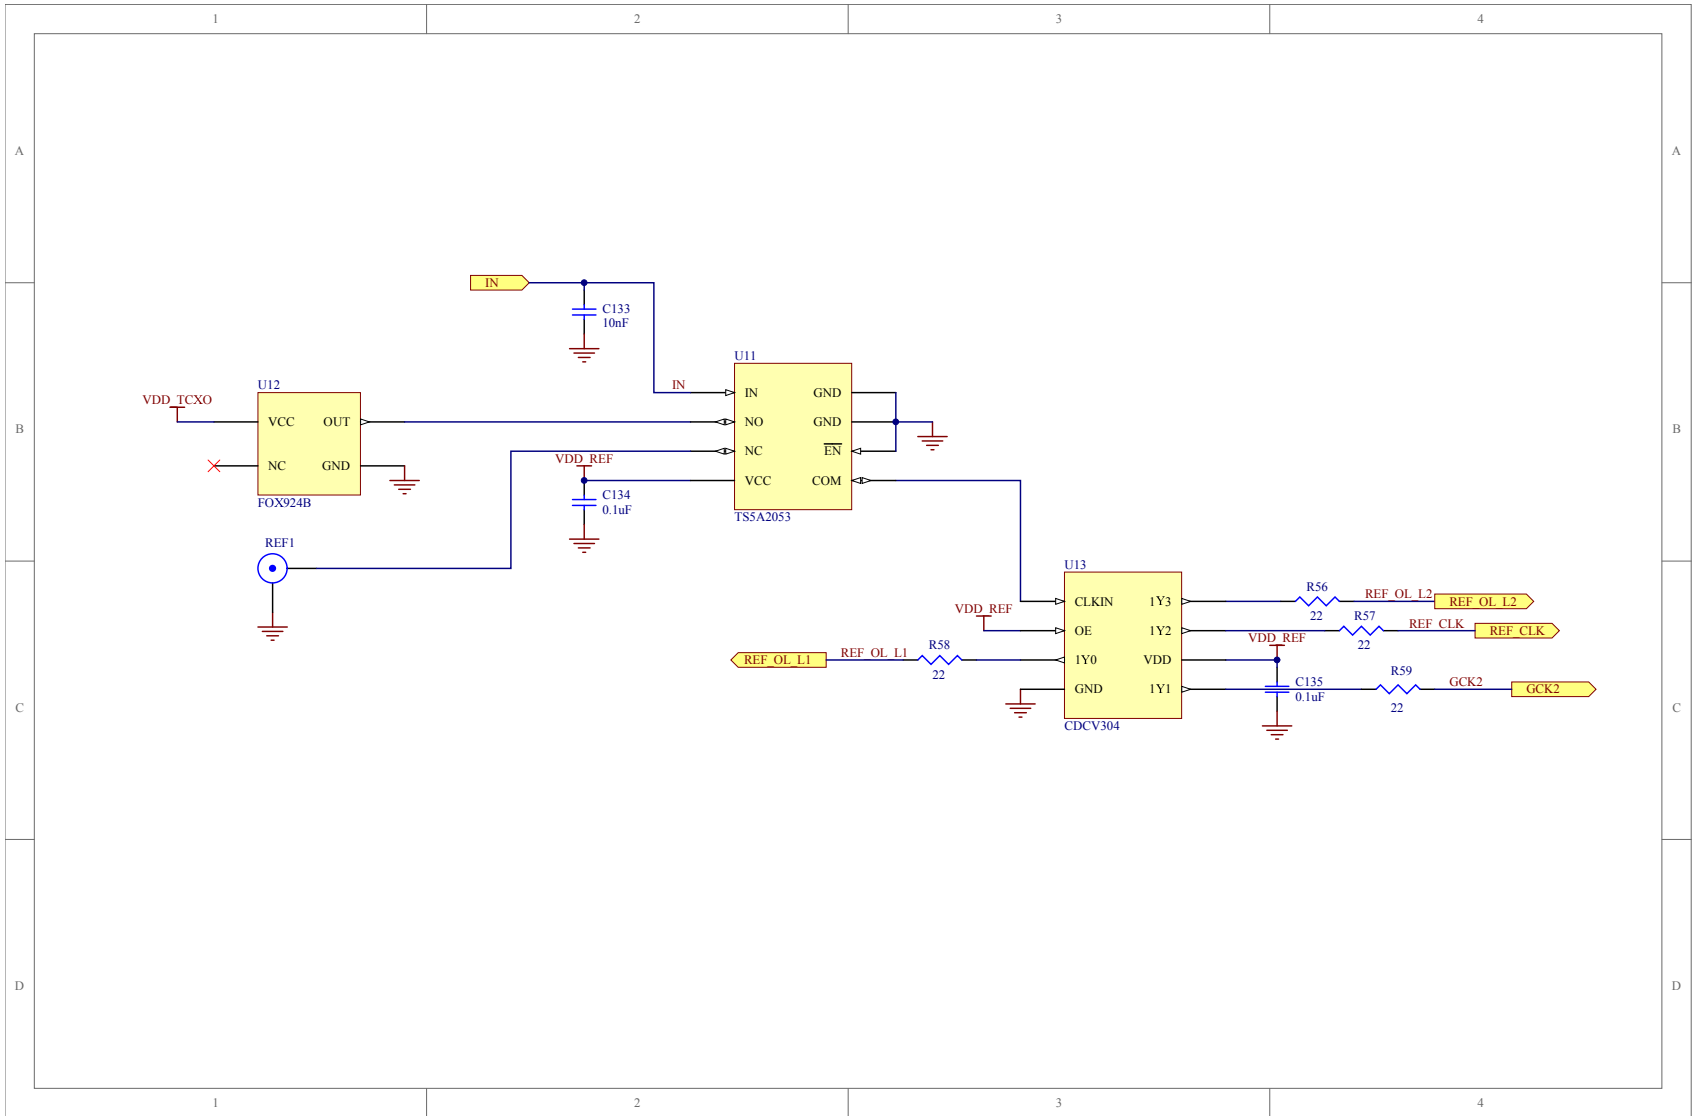 1 2 3 4
A A
IN
C133
10nF
U11
U12
IN
IN GND
VDD_TCXO
VCC OUT
NO GND
B B
NC EN
VDD_REF
NC GND
VCC COM
C134
0.1uF
FOX924B
TS5A2053
REF1
U13
R56
REF_OL_L2
REF_OL_L2
CLKIN 1Y3
VDD_REF
22
R57
REF_CLK
REF_CLK
OE 1Y2
VDD_REF
22
R58
REF_OL_L1
REF_OL_L1
1Y0 VDD
22
R59
C135
0.1uF
GCK2
GCK2
GND 1Y1
22
C C
CDCV304
D D
1 2 3 4